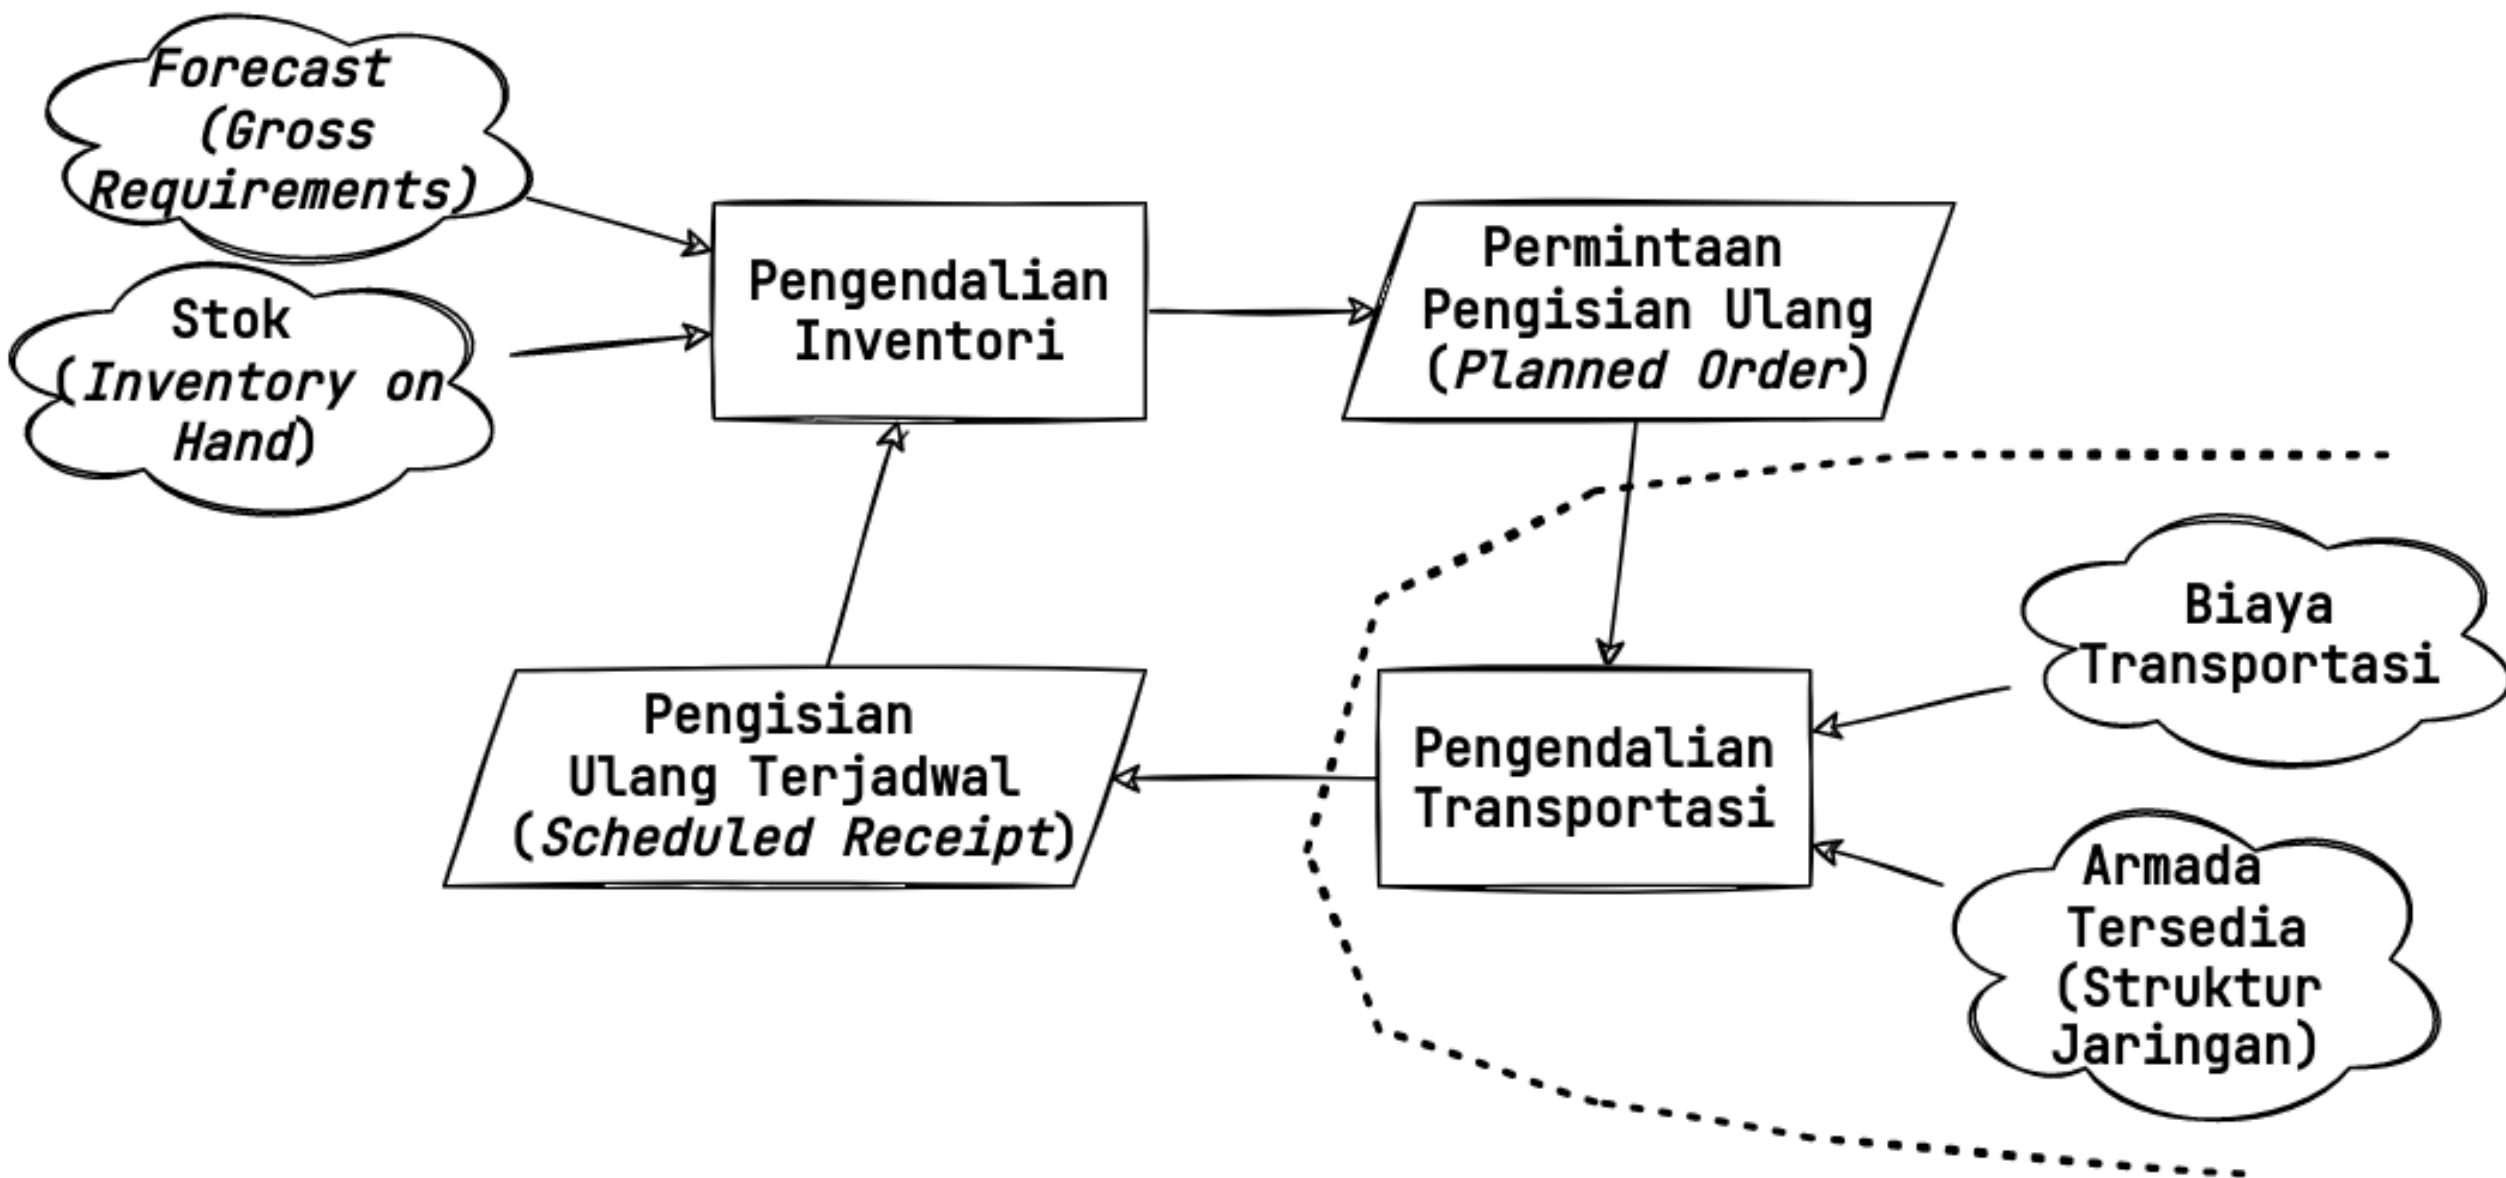 Forecast
(Gross
Requirements)
Stok
(Inventory on
Hand)
Pengendalian
Inventori
Permintaan
Pengisian Ulang
(Planned Order)
Pengisian
Ulang Terjadwal
(Scheduled Receipt)
Pengendalian
Transportasi
Biaya
Transportasi
Armada
Tersedia
(Struktur
Jaringan)